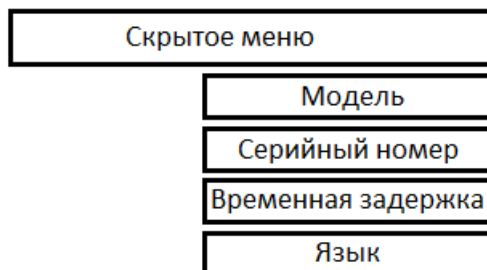 Скрытое меню
Модель
Серийный номер
Временная задержка
Язык